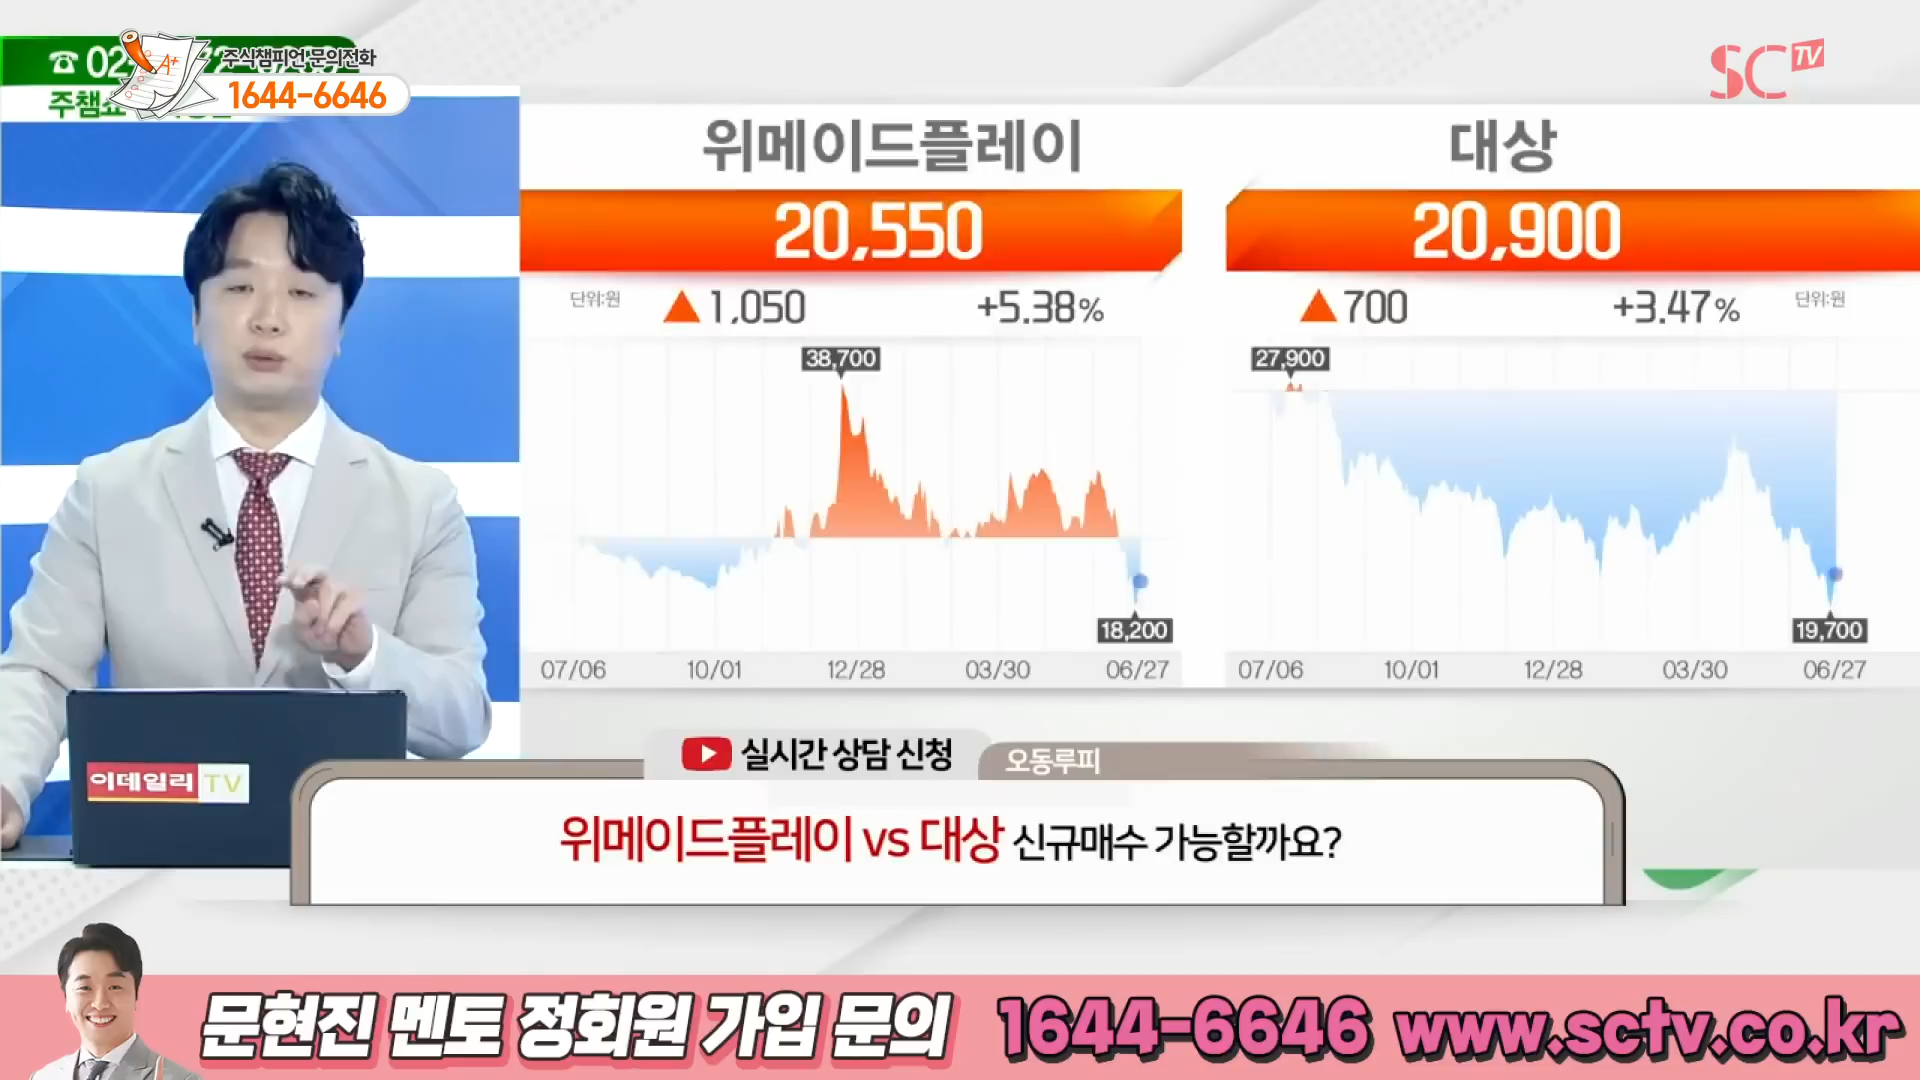 ☎ 02-
주식챔피언 문의전화
1644-6646
주챔쇼
A+
SC TV
위메이드플레이
20,550
단위:원
▲ 1,050
+5.38%
38,700
18,200
07/06 10/01 12/28 03/30 06/27
대상
20,900
▲ 700
+3.47%
단위:원
27,900
19,700
07/06 10/01 12/28 03/30 06/27
이데일리 TV
실시간 상담 신청
오동루피
위메이드플레이 vs 대상 신규매수 가능할까요?
문현진 멘토 정회원 가입 문의 1644-6646 www.sctv.co.kr